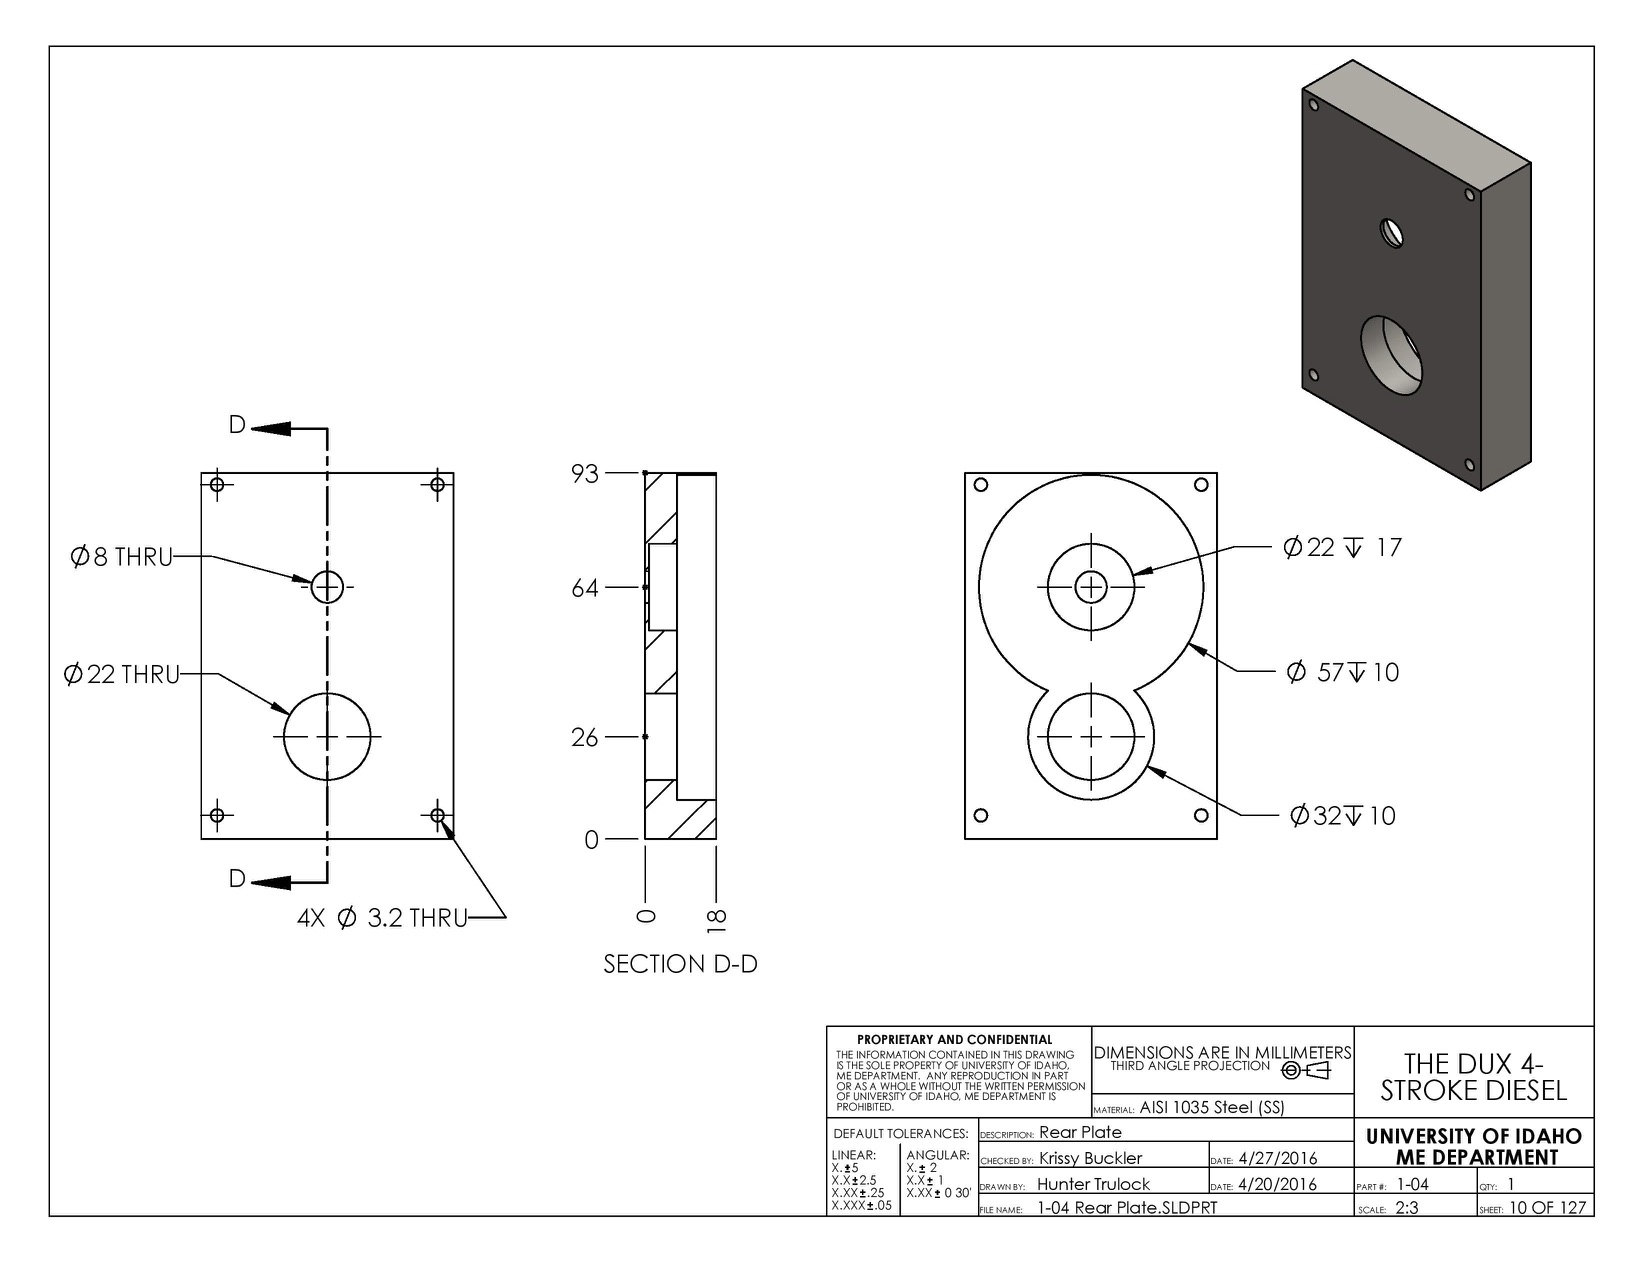 D
93
⌀8 THRU
64
⌀22 ↧ 17
⌀22 THRU
⌀ 57↧10
26
⌀32↧10
0
D
4X ⌀ 3.2 THRU
0
18
SECTION D-D
PROPRIETARY AND CONFIDENTIAL
THE INFORMATION CONTAINED IN THIS DRAWING
IS THE SOLE PROPERTY OF UNIVERSITY OF IDAHO,
ME DEPARTMENT. ANY REPRODUCTION IN PART
OR AS A WHOLE WITHOUT THE WRITTEN PERMISSION
OF UNIVERSITY OF IDAHO, ME DEPARTMENT IS
PROHIBITED.
DIMENSIONS ARE IN MILLIMETERS
THIRD ANGLE PROJECTION
MATERIAL: AISI 1035 Steel (SS)
THE DUX 4-
STROKE DIESEL
DEFAULT TOLERANCES:
LINEAR:
X.±5
X.X±2.5
X.XX±.25
X.XXX±.05
ANGULAR:
X.± 2
X.X± 1
X.XX± 0 30'
DESCRIPTION: Rear Plate
CHECKED BY: Krissy Buckler
DATE: 4/27/2016
DRAWN BY: Hunter Trulock
DATE: 4/20/2016
FILE NAME: 1-04 Rear Plate.SLDPRT
UNIVERSITY OF IDAHO
ME DEPARTMENT
PART #: 1-04
QTY: 1
SCALE: 2:3
SHEET: 10 OF 127